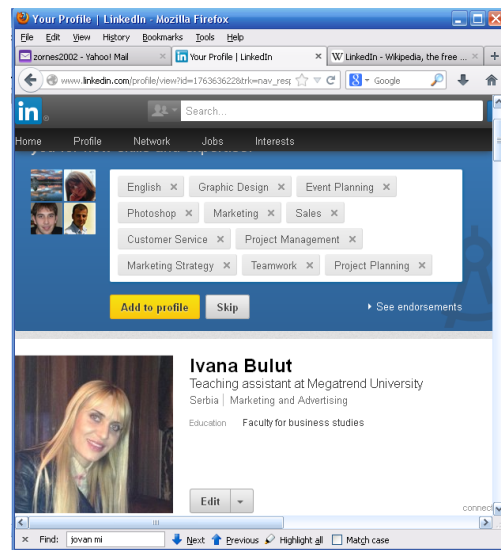 Your Profile | LinkedIn - Mozilla Firefox
File Edit View History Bookmarks Tools Help
zornes2002 - Yahoo! Mail × in Your Profile | LinkedIn × W LinkedIn - Wikipedia, the free ... × +
www.linkedin.com/profile/view?id=176363622&trk=nav_resp 8 Google
in Search...
Home Profile Network Jobs Interests
English × Graphic Design × Event Planning ×
Photoshop × Marketing × Sales ×
Customer Service × Project Management ×
Marketing Strategy × Teamwork × Project Planning ×
Add to profile Skip See endorsements
Ivana Bulut
Teaching assistant at Megatrend University
Serbia | Marketing and Advertising
Education Faculty for business studies
Edit
connect
× Find: jovan mi Next Previous Highlight all Match case